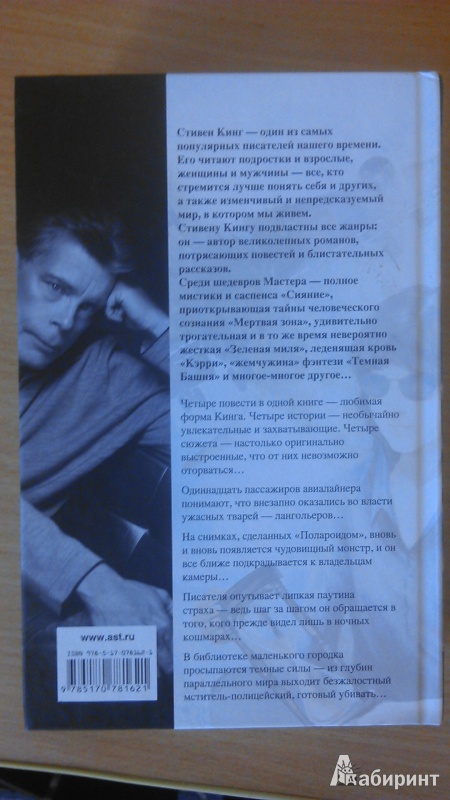 Стивен Кинг — один из самых
популярных писателей нашего времени.
Его читают подростки и взрослые,
женщины и мужчины — все, кто
стремится лучше понять себя и других,
а также изменчивый и непредсказуемый
мир, в котором мы живем.
Стивену Кингу подвластны все жанры:
он — автор великолепных романов,
потрясающих повестей и блистательных
рассказов.
Среди шедевров Мастера — полное
мистики и саспенса «Сияние»,
приоткрывающая тайны человеческого
сознания «Мертвая зона», удивительно
трогательная и в то же время невероятно
жесткая «Зеленая миля», леденящая кровь
«Кэрри», «жемчужина» фэнтези "Темная
Башня" и многое-многое другое…
Четыре повести в одной книге — любимая
форма Кинга. Четыре истории — необычайно
увлекательные и захватывающие. Четыре
сюжета — настолько оригинально
выстроенные, что от них невозможно
оторваться…
Одиннадцать пассажиров авиалайнера
понимают, что внезапно оказались во власти
ужасных тварей — лангольеров…
На снимках, сделанных «Полароидом», вновь
и вновь появляется чудовищный монстр, и он
все ближе подкрадывается к владельцам
камеры…
Писателя опутывает липкая паутина
страха — ведь шаг за шагом он обращается в
того, кого прежде видел лишь в ночных
кошмарах…
В библиотеке маленького городка
просыпаются темные силы — из глубин
параллельного мира выходит безжалостный
мститель-полицейский, готовый убивать…
www.ast.ru
ISBN 978-5-17-078162-1
9 785170 781621
Лабиринт